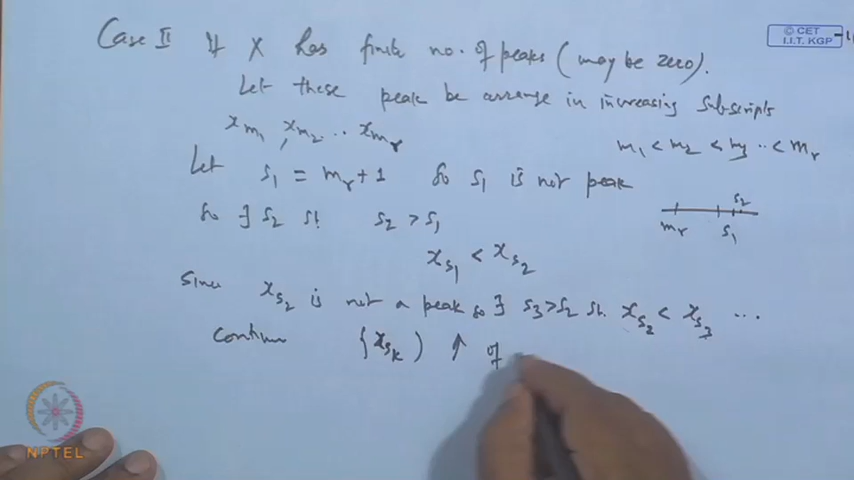 © CET
I.I.T. KGP
Case II If X has finite no. of peaks (may be zero).
Let these peak be arrange in increasing Subscripts
x_{m_1}, x_{m_2} .. x_{m_r} m_1 < m_2 < m_3 .. < m_r
Let s_1 = m_r + 1 So s_1 is not peak
So ∃ s_2 st. s_2 > s_1
m_r s_1 s_2
x_{s_1} < x_{s_2}
Since x_{s_2} is not a peak so ∃ s_3 > s_2 st. x_{s_2} < x_{s_3} ...
Continue {x_{s_k}) ↑ of
NPTEL